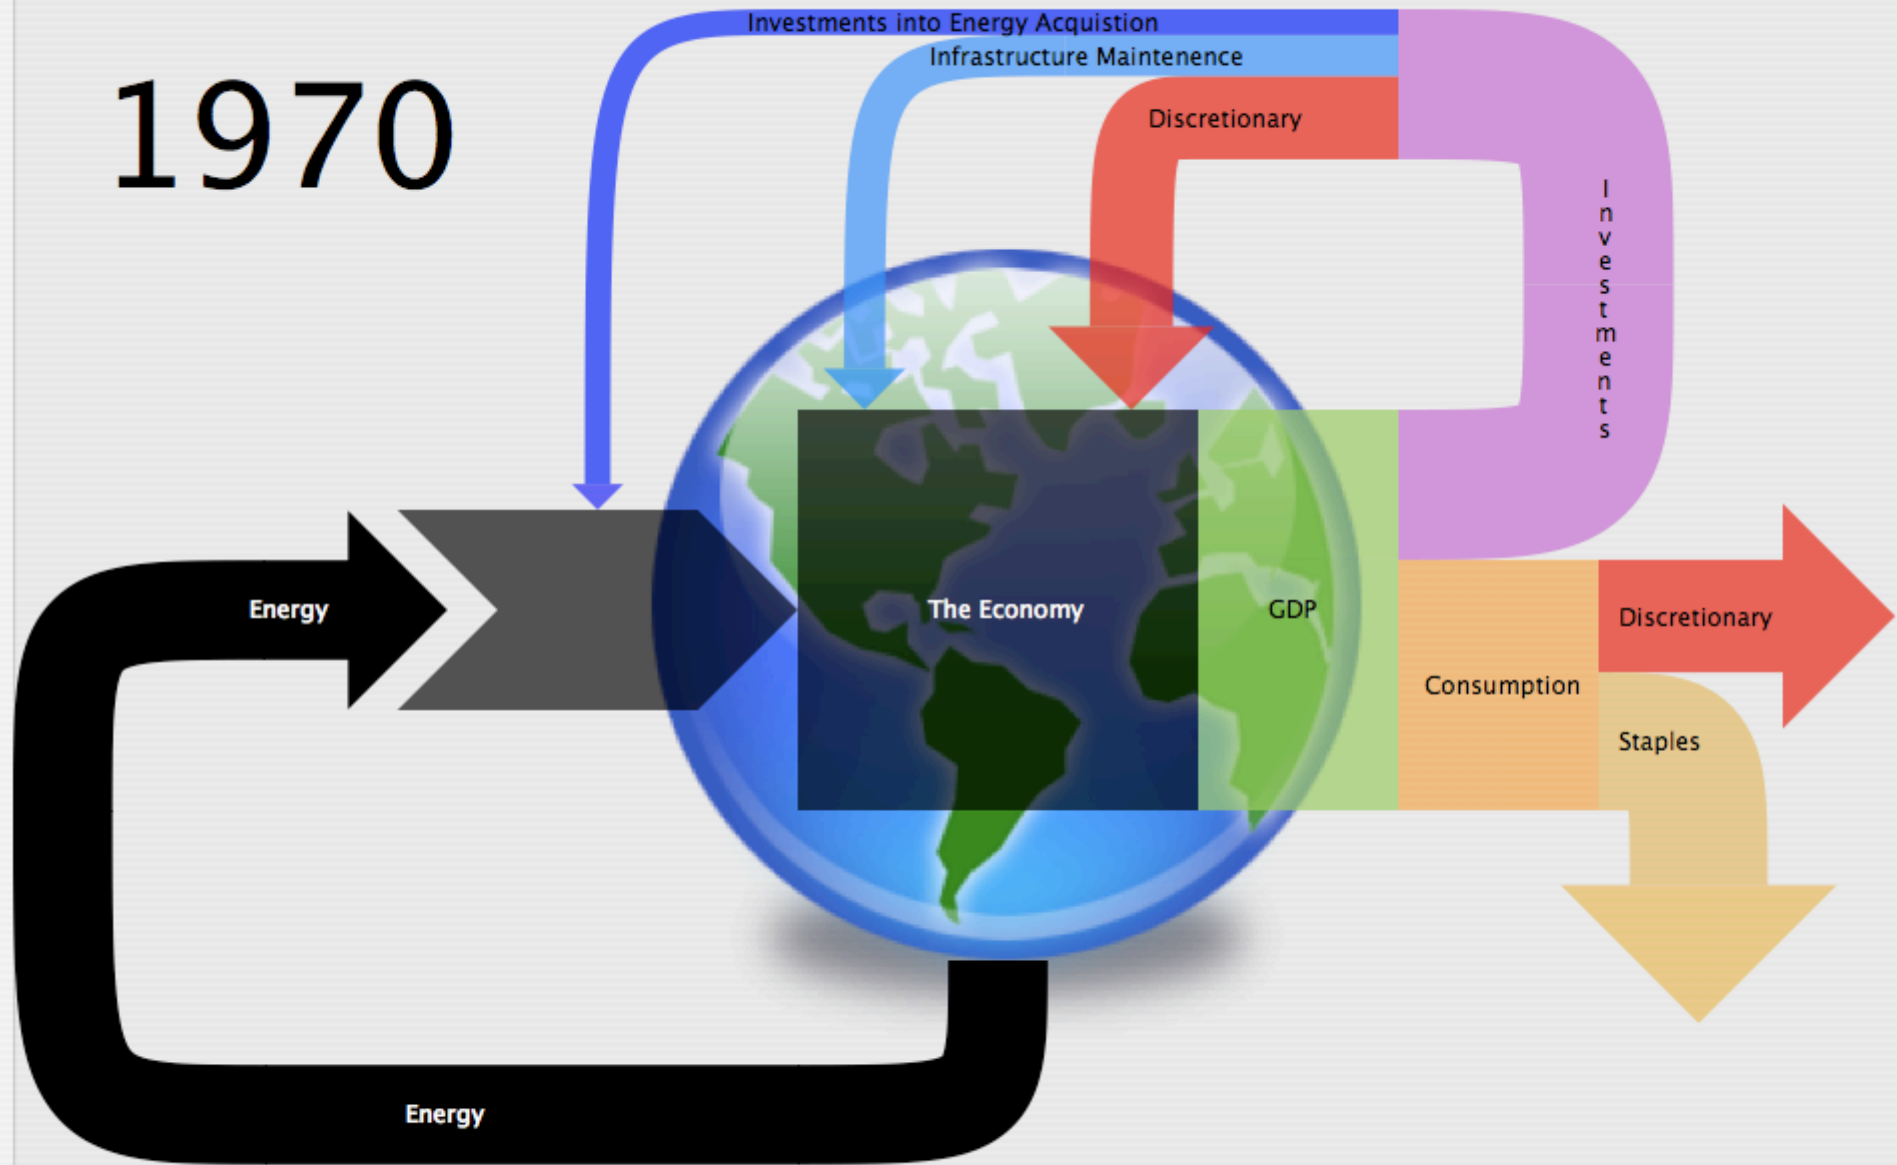 Investments into Energy Acquistion
Infrastructure Maintenence
1970
Discretionary
Investments
Energy
The Economy
GDP
Discretionary
Consumption
Staples
Energy